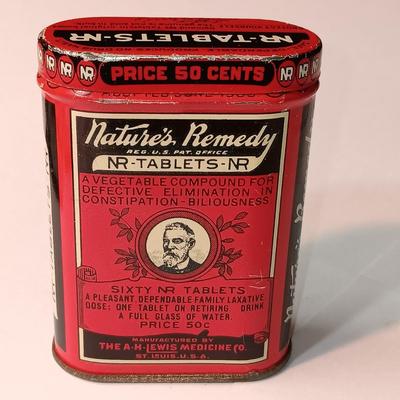 NR-TABLETS-NR
NR NR NR PRICE 50 CENTS NR NR
Nature's Remedy
REG. U.S. PAT. OFFICE
NR-TABLETS-NR
A VEGETABLE COMPOUND FOR
DEFECTIVE ELIMINATION IN
CONSTIPATION-BILIOUSNESS
SIXTY NR TABLETS
A PLEASANT, DEPENDABLE FAMILY LAXATIVE
DOSE: ONE TABLET ON RETIRING. DRINK
A FULL GLASS OF WATER.
PRICE 50¢
MANUFACTURED BY
THE A-H-LEWIS MEDICINE CO.
ST. LOUIS, U.S.A.